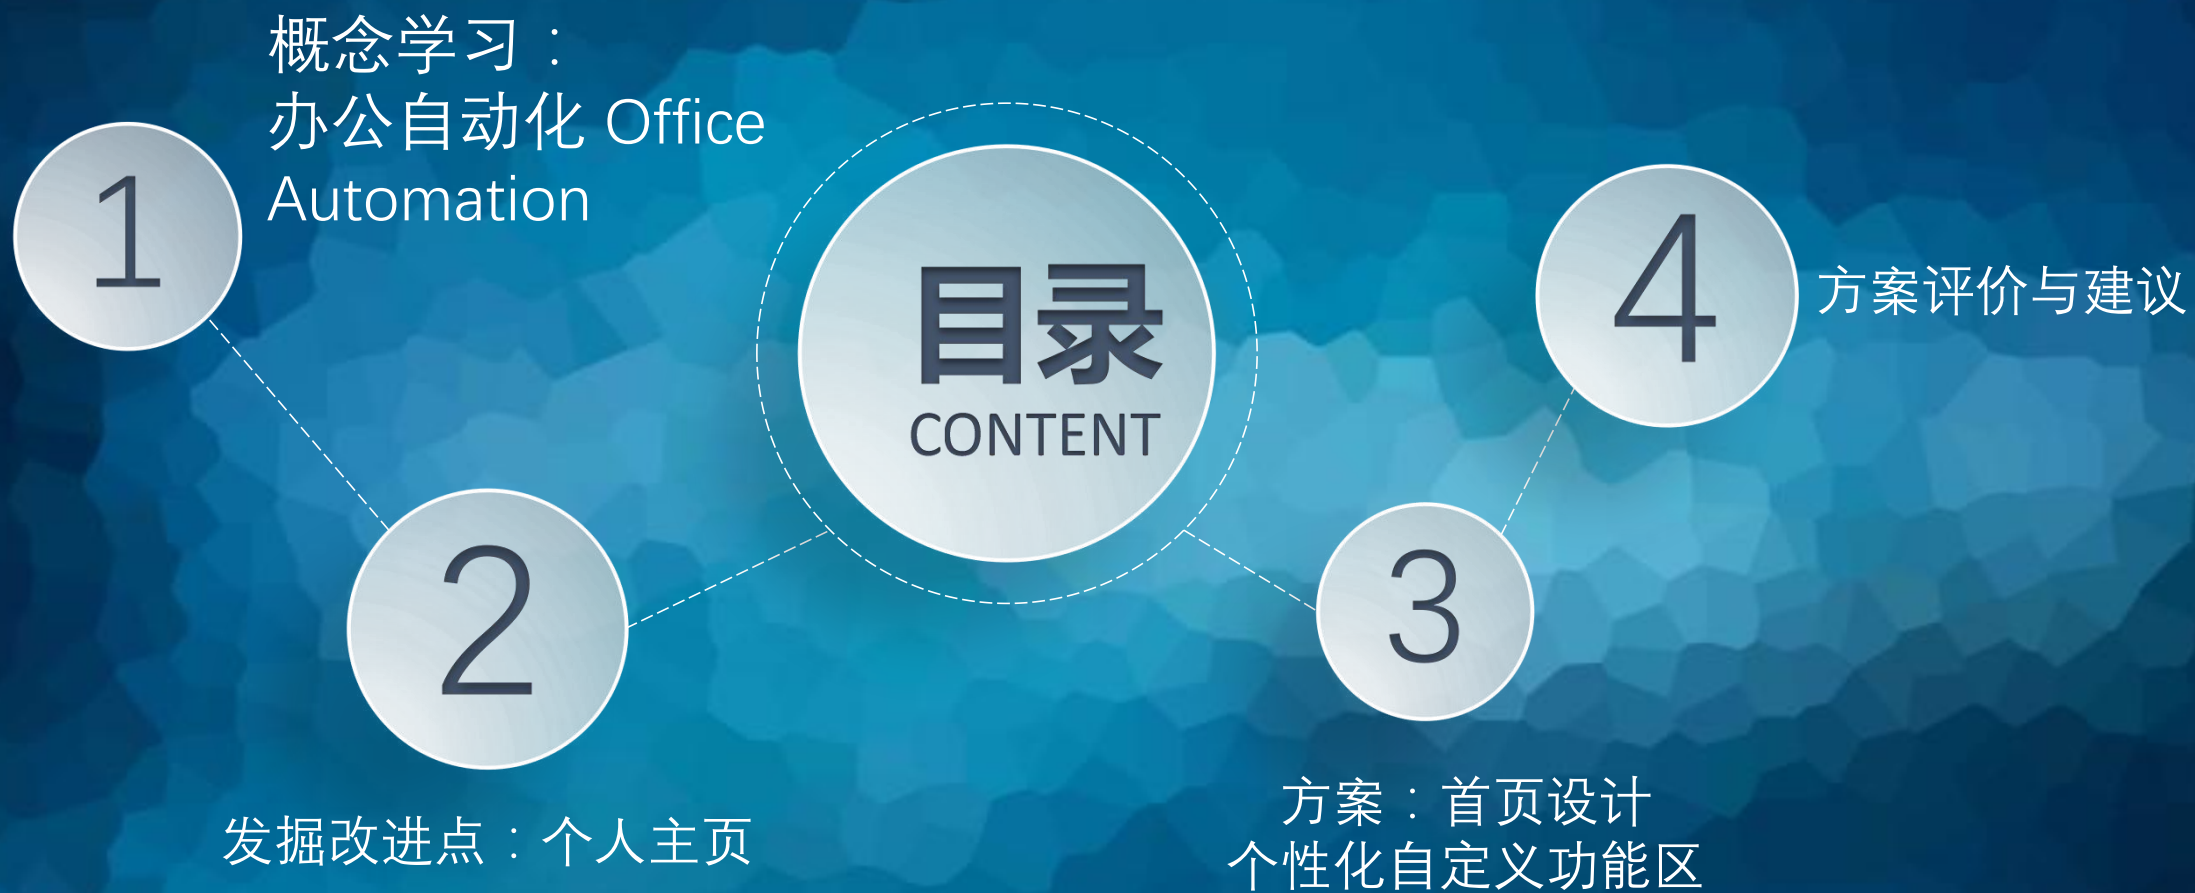 目录
CONTENT
1
概念学习：
办公自动化 Office
Automation
2
发掘改进点：个人主页
3
方案：首页设计
个性化自定义功能区
4
方案评价与建议